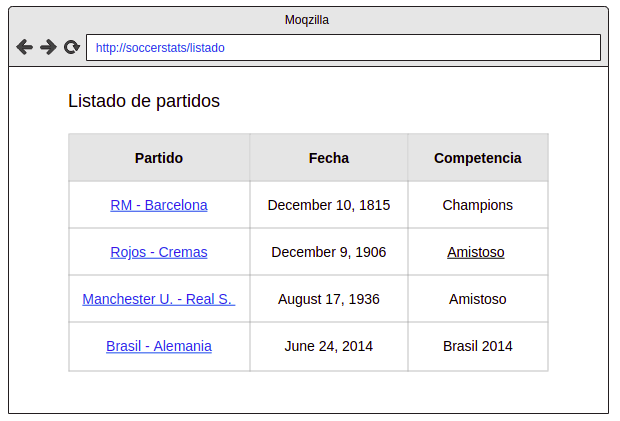 Moqzilla
http://soccerstats/listado
Listado de partidos
Partido Fecha Competencia
RM - Barcelona December 10, 1815 Champions
Rojos - Cremas December 9, 1906 Amistoso
Manchester U. - Real S. August 17, 1936 Amistoso
Brasil - Alemania June 24, 2014 Brasil 2014